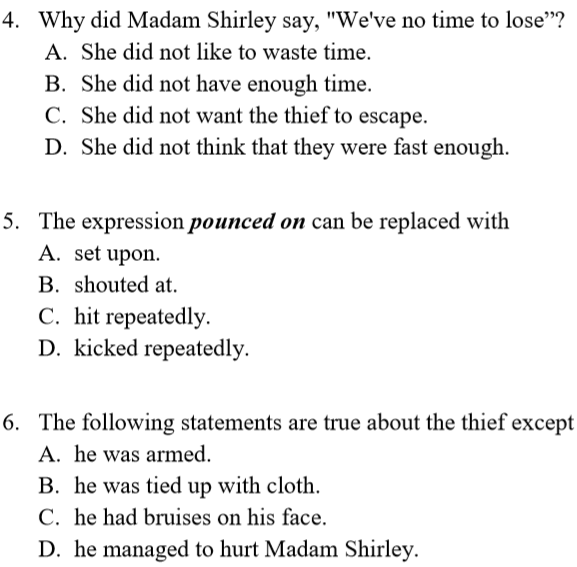 4. Why did Madam Shirley say, "We've no time to lose”?
A. She did not like to waste time.
B. She did not have enough time.
C. She did not want the thief to escape.
D. She did not think that they were fast enough.
5. The expression pounced on can be replaced with
A. set upon.
B. shouted at.
C. hit repeatedly.
D. kicked repeatedly.
6. The following statements are true about the thief except
A. he was armed.
B. he was tied up with cloth.
C. he had bruises on his face.
D. he managed to hurt Madam Shirley.